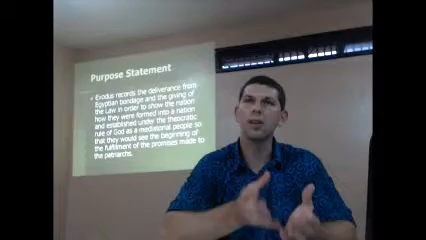 Purpose Statement
Exodus records the deliverance from
Egyptian bondage and the giving of
the Law in order to show the nation
how they were formed into a nation
and established under the theocratic
rule of God as a mediatorial people so
that they would see the beginning of
the fulfillment of the promises made to
the patriarchs.